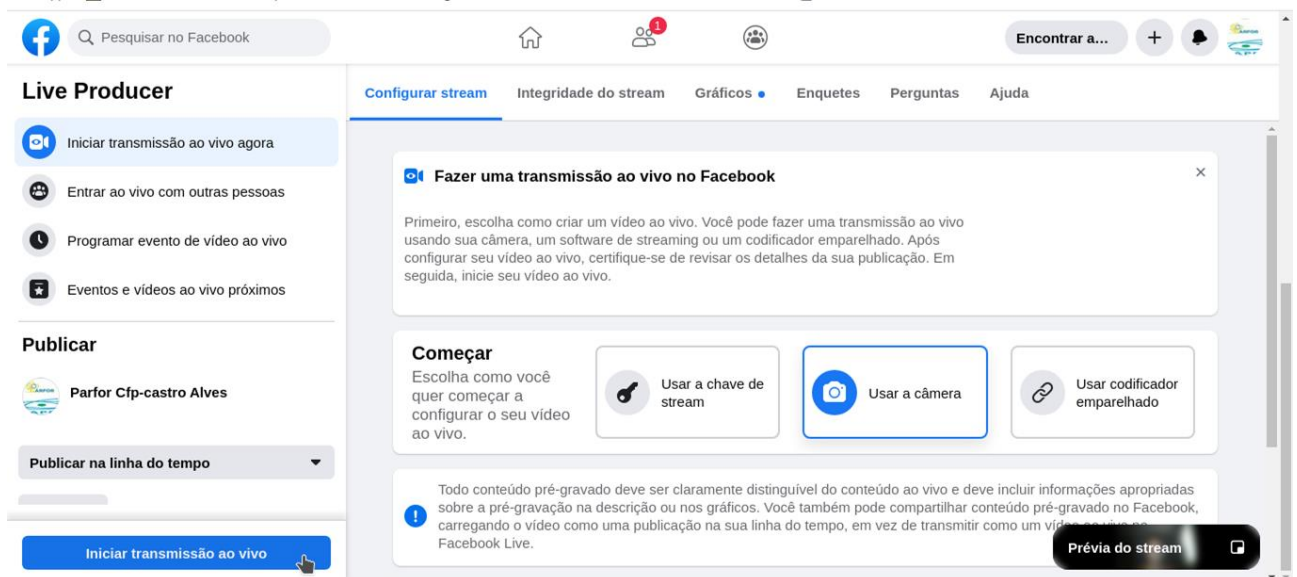 Pesquisar no Facebook
1
Encontrar a...
Live Producer
Iniciar transmissão ao vivo agora
Entrar ao vivo com outras pessoas
Programar evento de vídeo ao vivo
Eventos e vídeos ao vivo próximos
Publicar
Parfor Cfp-castro Alves
Publicar na linha do tempo
Iniciar transmissão ao vivo
Configurar stream
Integridade do stream
Gráficos
Enquetes
Perguntas
Ajuda
Fazer uma transmissão ao vivo no Facebook
Primeiro, escolha como criar um vídeo ao vivo. Você pode fazer uma transmissão ao vivo
usando sua câmera, um software de streaming ou um codificador emparelhado. Após
configurar seu vídeo ao vivo, certifique-se de revisar os detalhes da sua publicação. Em
seguida, inicie seu vídeo ao vivo.
Começar
Escolha como você
quer começar a
configurar o seu vídeo
ao vivo.
Usar a chave de
stream
Usar a câmera
Usar codificador
emparelhado
Todo conteúdo pré-gravado deve ser claramente distinguível do conteúdo ao vivo e deve incluir informações apropriadas
sobre a pré-gravação na descrição ou nos gráficos. Você também pode compartilhar conteúdo pré-gravado no Facebook,
carregando o vídeo como uma publicação na sua linha do tempo, em vez de transmitir como um vídeo ao vivo no
Facebook Live.
Prévia do stream